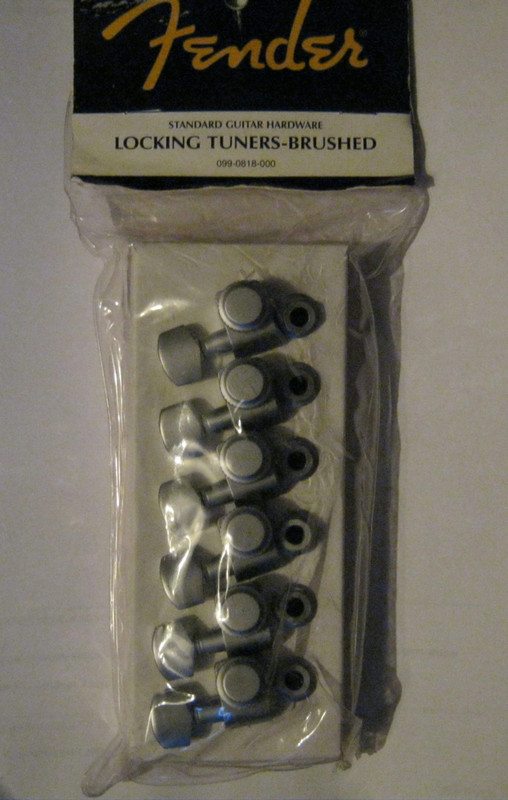 Fender
STANDARD GUITAR HARDWARE
LOCKING TUNERS-BRUSHED
099-0818-000